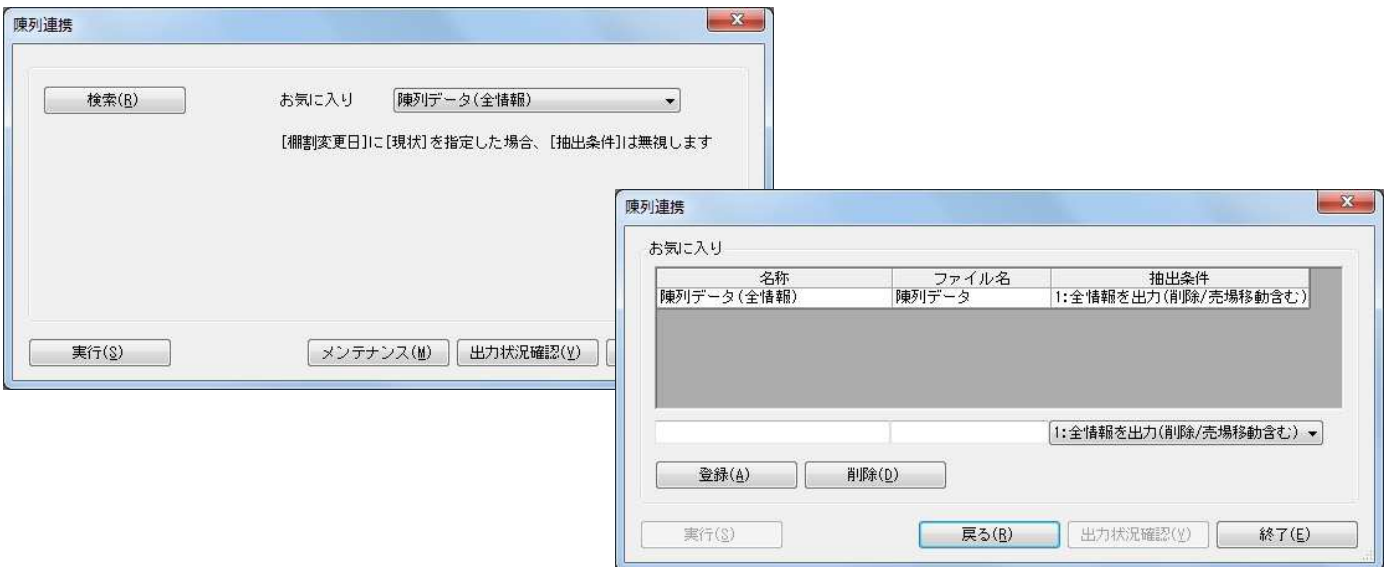 陳列連携
検索(R)
お気に入り
陳列データ(全情報)
[棚割変更日]に[現状]を指定した場合、[抽出条件]は無視します
実行(S)
メンテナンス(M)
出力状況確認(V)
陳列連携
お気に入り
名称 ファイル名 抽出条件
陳列データ(全情報) 陳列データ 1:全情報を出力(削除/売場移動含む)
1:全情報を出力(削除/売場移動含む)
登録(A)
削除(D)
実行(S)
戻る(R)
出力状況確認(V)
終了(E)